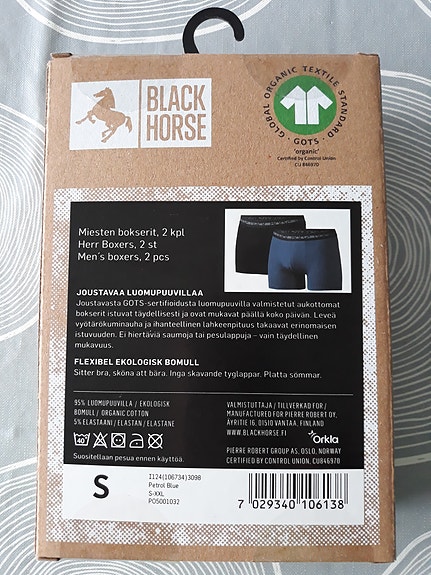 BLACK
HORSE
GLOBAL ORGANIC TEXTILE STANDARD
· GOTS ·
'organic'
Certified by Control Union
CU 846970
Miesten bokserit, 2 kpl
Herr Boxers, 2 st
Men´s boxers, 2 pcs
JOUSTAVAA LUOMUPUUVILLAA
Joustavasta GOTS-sertifioidusta luomupuuvilla valmistetut aukottomat
bokserit istuvat täydellisesti ja ovat mukavat päällä koko päivän. Leveä
vyötärökuminauha ja ihanteellinen lahkeenpituus takaavat erinomaisen
istuvuuden. Ei hiertäviä saumoja tai pesulappuja – vain täydellinen
mukavuus.
FLEXIBEL EKOLOGISK BOMULL
Sitter bra, sköna att bära. Inga skavande tyglappar. Platta sömmar.
95% LUOMUPUUVILLA / EKOLOGISK
BOMULL / ORGANIC COTTON
5% ELASTAANI / ELASTAN / ELASTANE
40
Suositellaan pesua ennen käyttöä.
VALMISTUTTAJA / TILLVERKAD FÖR /
MANUFACTURED FOR PIERRE ROBERT OY,
ÄYRITIE 16, 01510 VANTAA, FINLAND
WWW.BLACKHORSE.FI
Orkla
PIERRE ROBERT GROUP AS, OSLO, NORWAY
CERTIFIED BY CONTROL UNION, CU846970
S
1124(106734)3098
Petrol Blue
S-XXL
PO5001032
7 029340 106138